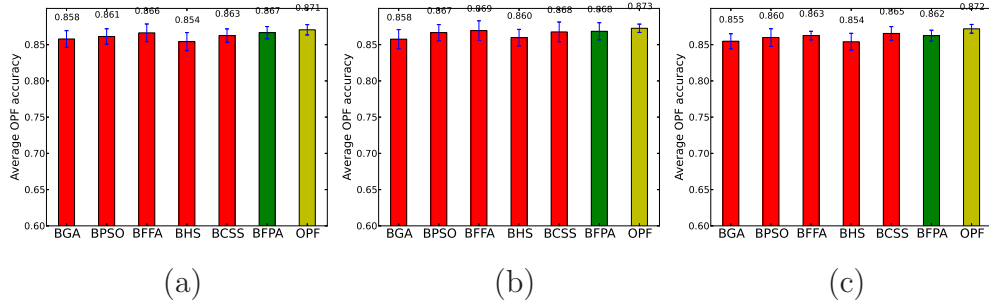 0.858 0.861 0.866 0.854 0.863 0.867 0.871
Average OPF accuracy
0.85
0.80
0.75
0.70
0.65
0.60
BGA BPSO BFFA BHS BCSS BFPA OPF
(a)
0.858 0.867 0.869 0.860 0.868 0.868 0.873
Average OPF accuracy
0.85
0.80
0.75
0.70
0.65
0.60
BGA BPSO BFFA BHS BCSS BFPA OPF
(b)
0.855 0.860 0.863 0.854 0.865 0.862 0.872
Average OPF accuracy
0.85
0.80
0.75
0.70
0.65
0.60
BGA BPSO BFFA BHS BCSS BFPA OPF
(c)